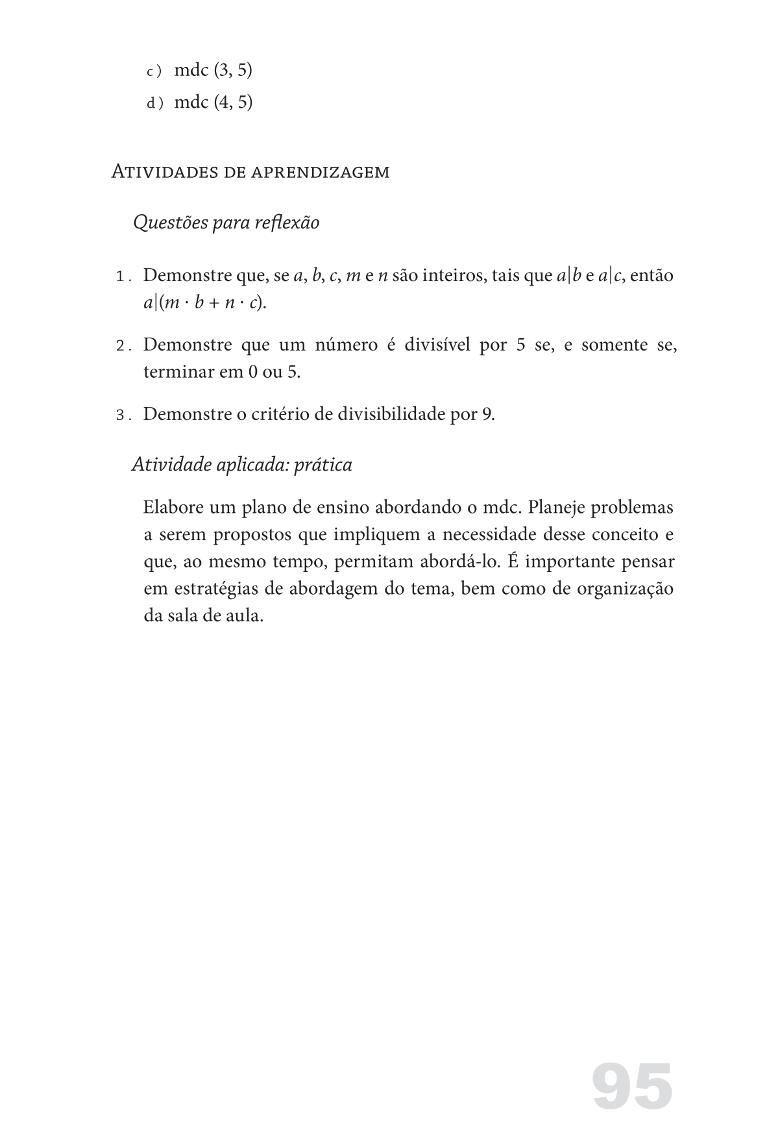 c) mdc (3, 5)
d) mdc (4, 5)
Atividades de aprendizagem
Questões para reflexão
1. Demonstre que, se a, b, c, m e n são inteiros, tais que a|b e a|c, então
a|(m · b + n · c).
2. Demonstre que um número é divisível por 5 se, e somente se,
terminar em 0 ou 5.
3. Demonstre o critério de divisibilidade por 9.
Atividade aplicada: prática
Elabore um plano de ensino abordando o mdc. Planeje problemas
a serem propostos que impliquem a necessidade desse conceito e
que, ao mesmo tempo, permitam abordá-lo. É importante pensar
em estratégias de abordagem do tema, bem como de organização
da sala de aula.
95